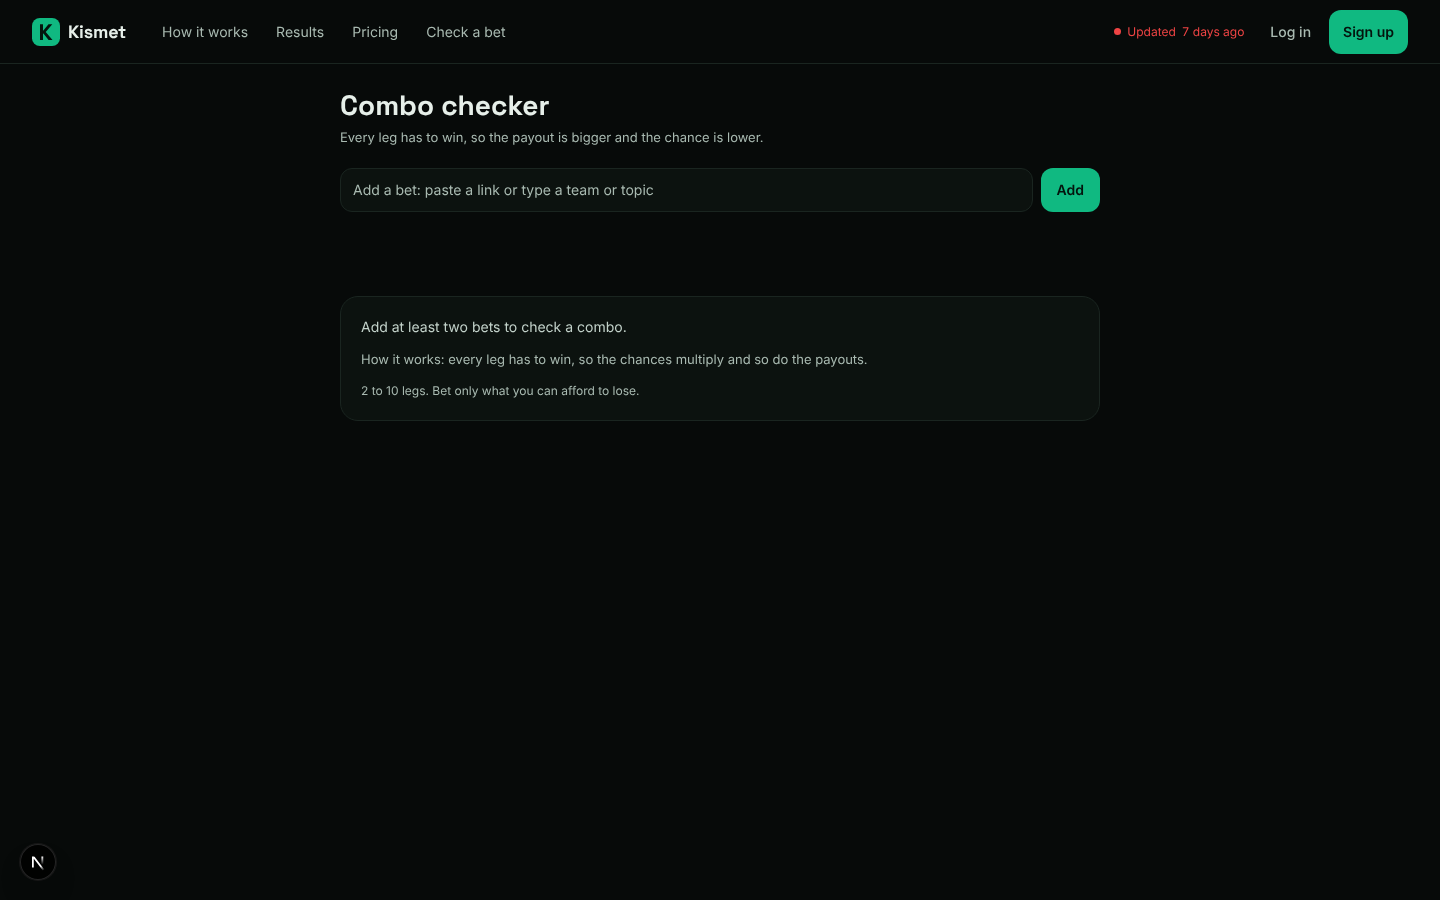 K Kismet
How it works
Results
Pricing
Check a bet
Updated 7 days ago
Log in
Sign up
Combo checker
Every leg has to win, so the payout is bigger and the chance is lower.
Add a bet: paste a link or type a team or topic
Add
Add at least two bets to check a combo.
How it works: every leg has to win, so the chances multiply and so do the payouts.
2 to 10 legs. Bet only what you can afford to lose.
N